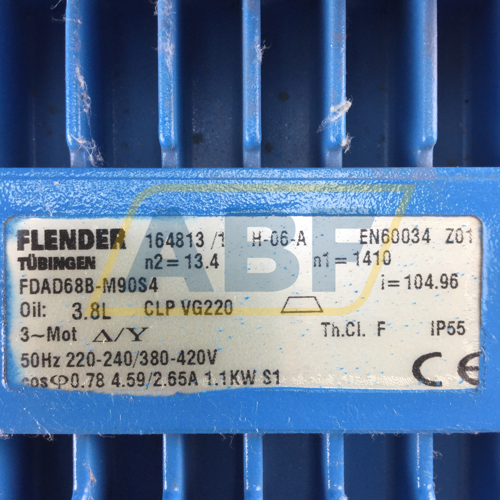 FLENDER 164813 /1 H-06-A EN60034 Z01
TÜBINGEN n2=13.4 n1=1410
FDAD68B-M90S4 i=104.96
Oil: 3.8L CLP VG220
3~Mot Δ/Y Th.Cl. F IP55
50Hz 220-240/380-420V
cosφ0.78 4.59/2.65A 1.1KW S1 CE
ABF